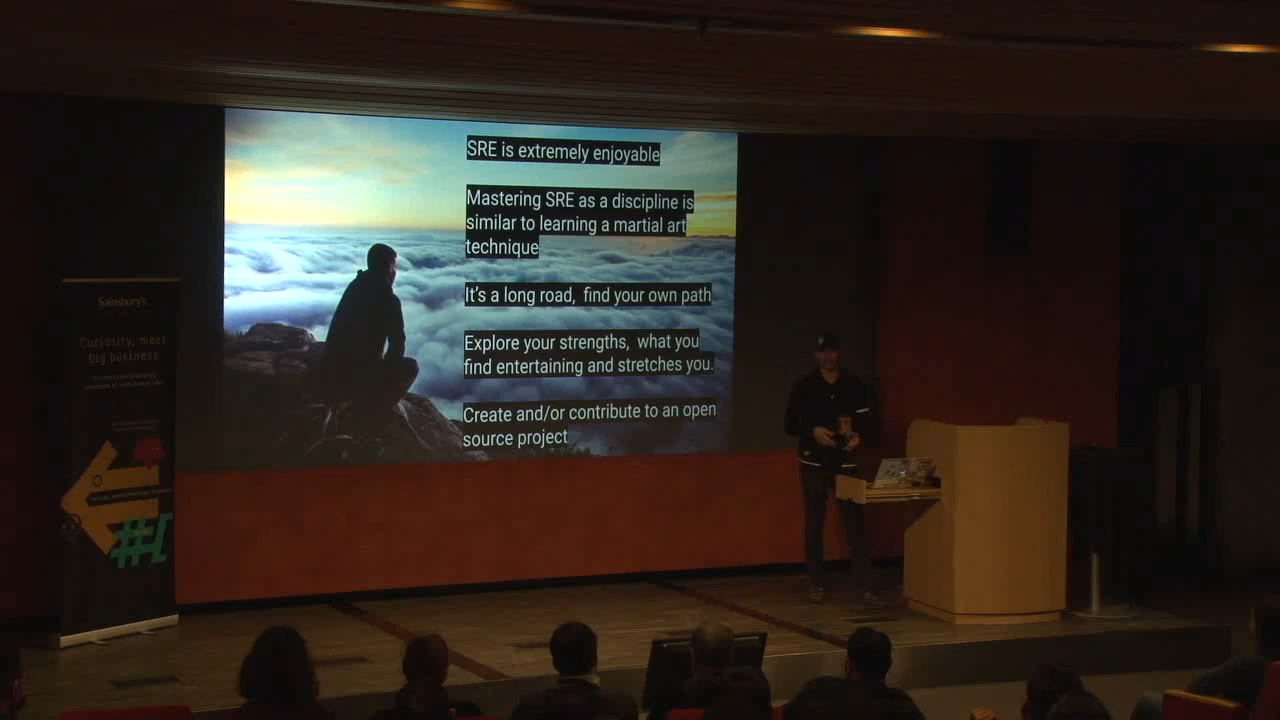 SRE is extremely enjoyable
Mastering SRE as a discipline is
similar to learning a martial art
technique
It's a long road, find your own path
Explore your strengths, what you
find entertaining and stretches you.
Create and/or contribute to an open
source project
Sainsbury's
Curiosity, meet
big business